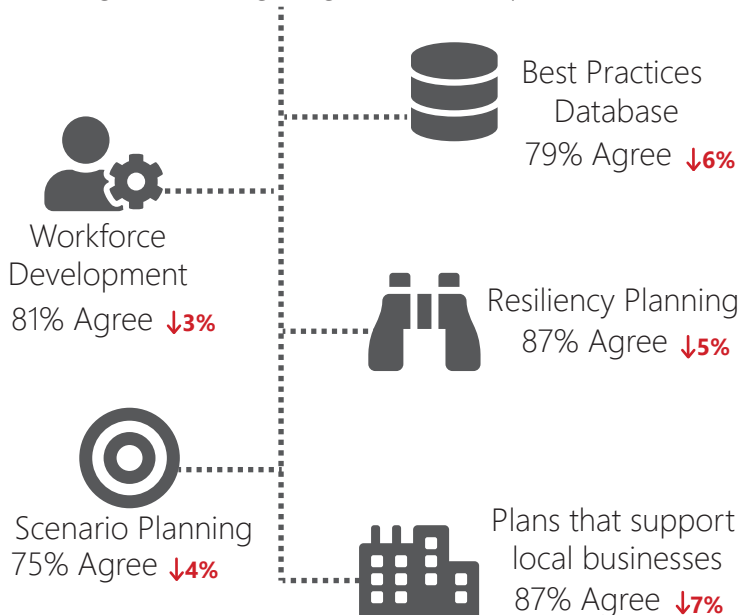 Best Practices
Database
79% Agree ↓6%
Workforce
Development
81% Agree ↓3%
Resiliency Planning
87% Agree ↓5%
Scenario Planning
75% Agree ↓4%
Plans that support
local businesses
87% Agree ↓7%